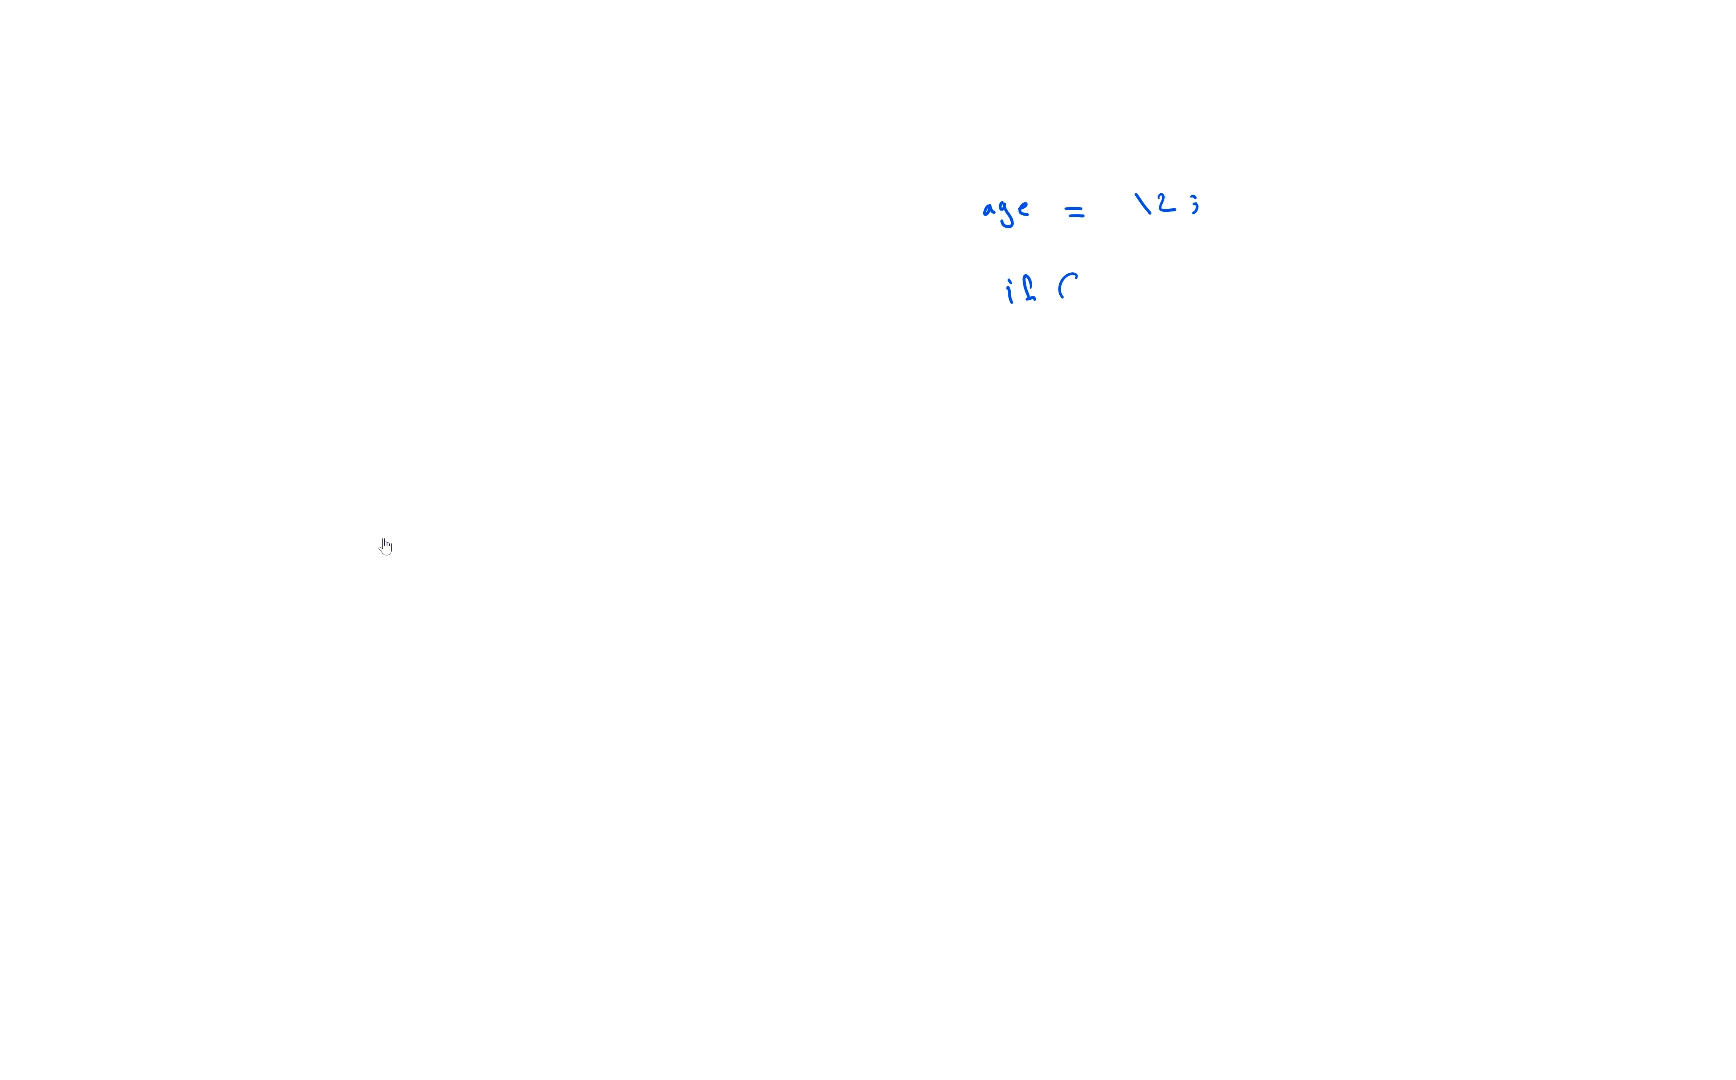 age = 12;
if (